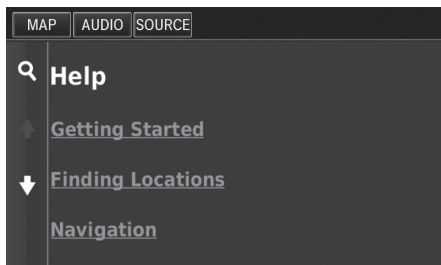 MAP AUDIO SOURCE
Help
Getting Started
Finding Locations
Navigation